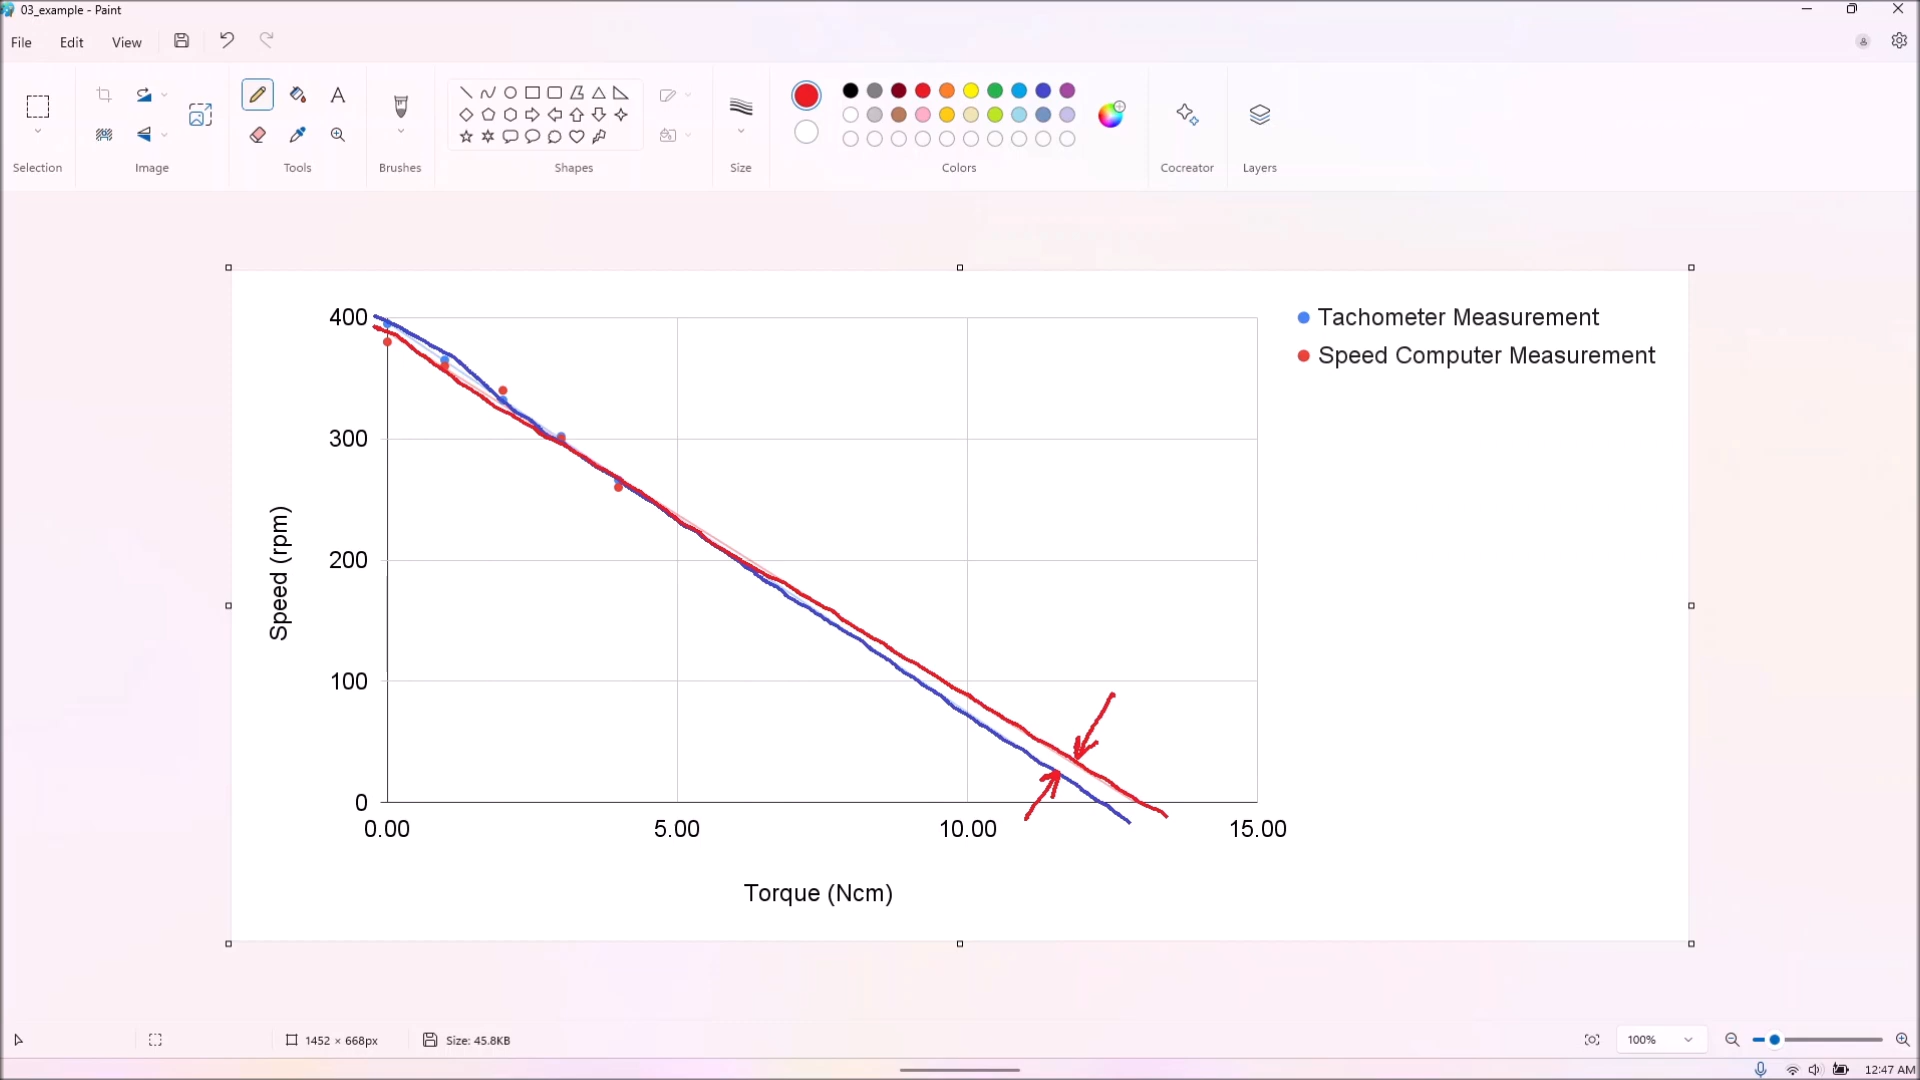 03_example - Paint
File Edit View
Selection
Image
Tools
Brushes
Shapes
Size
Colors
Cocreator
Layers
A
400
300
200
100
0
Speed (rpm)
0.00 5.00 10.00 15.00
Torque (Ncm)
Tachometer Measurement
Speed Computer Measurement
1452 × 668px
Size: 45.8KB
100%
12:47 AM